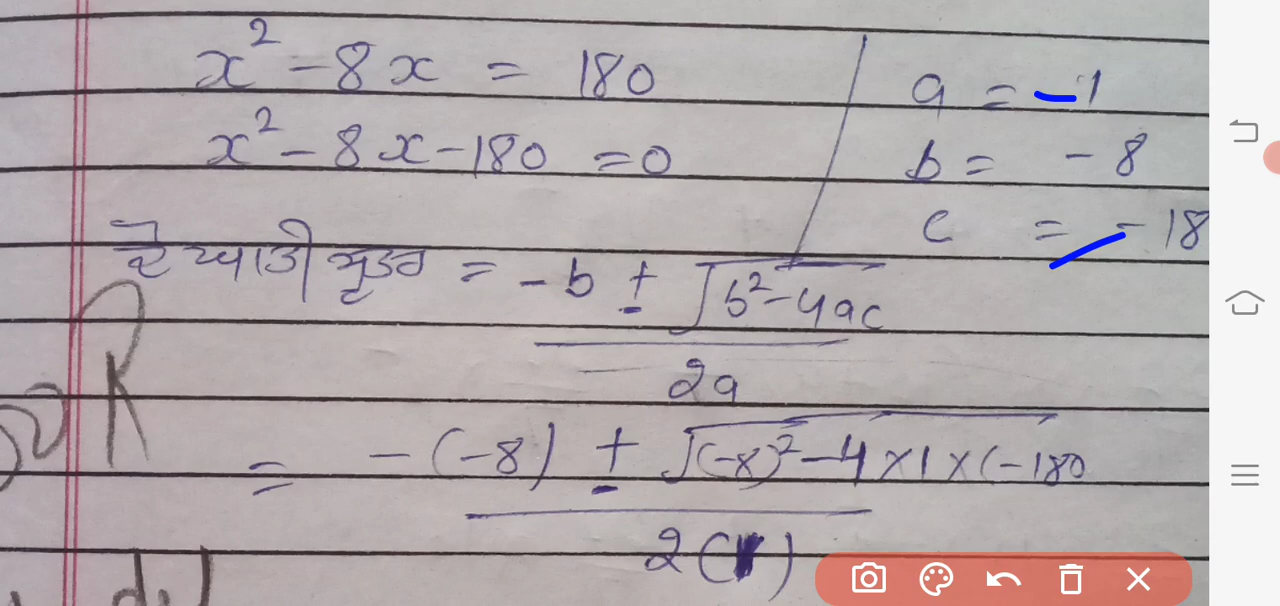 x² - 8x = 180
x² - 8x - 180 = 0
a = - 1
b = - 8
c = - 18
ਦੋ ਘਾਤੀ ਸੂਤਰ = -b ± √b²-4ac
2a
= -(-8) ± √(-8)²-4×1×(-180
2(1)